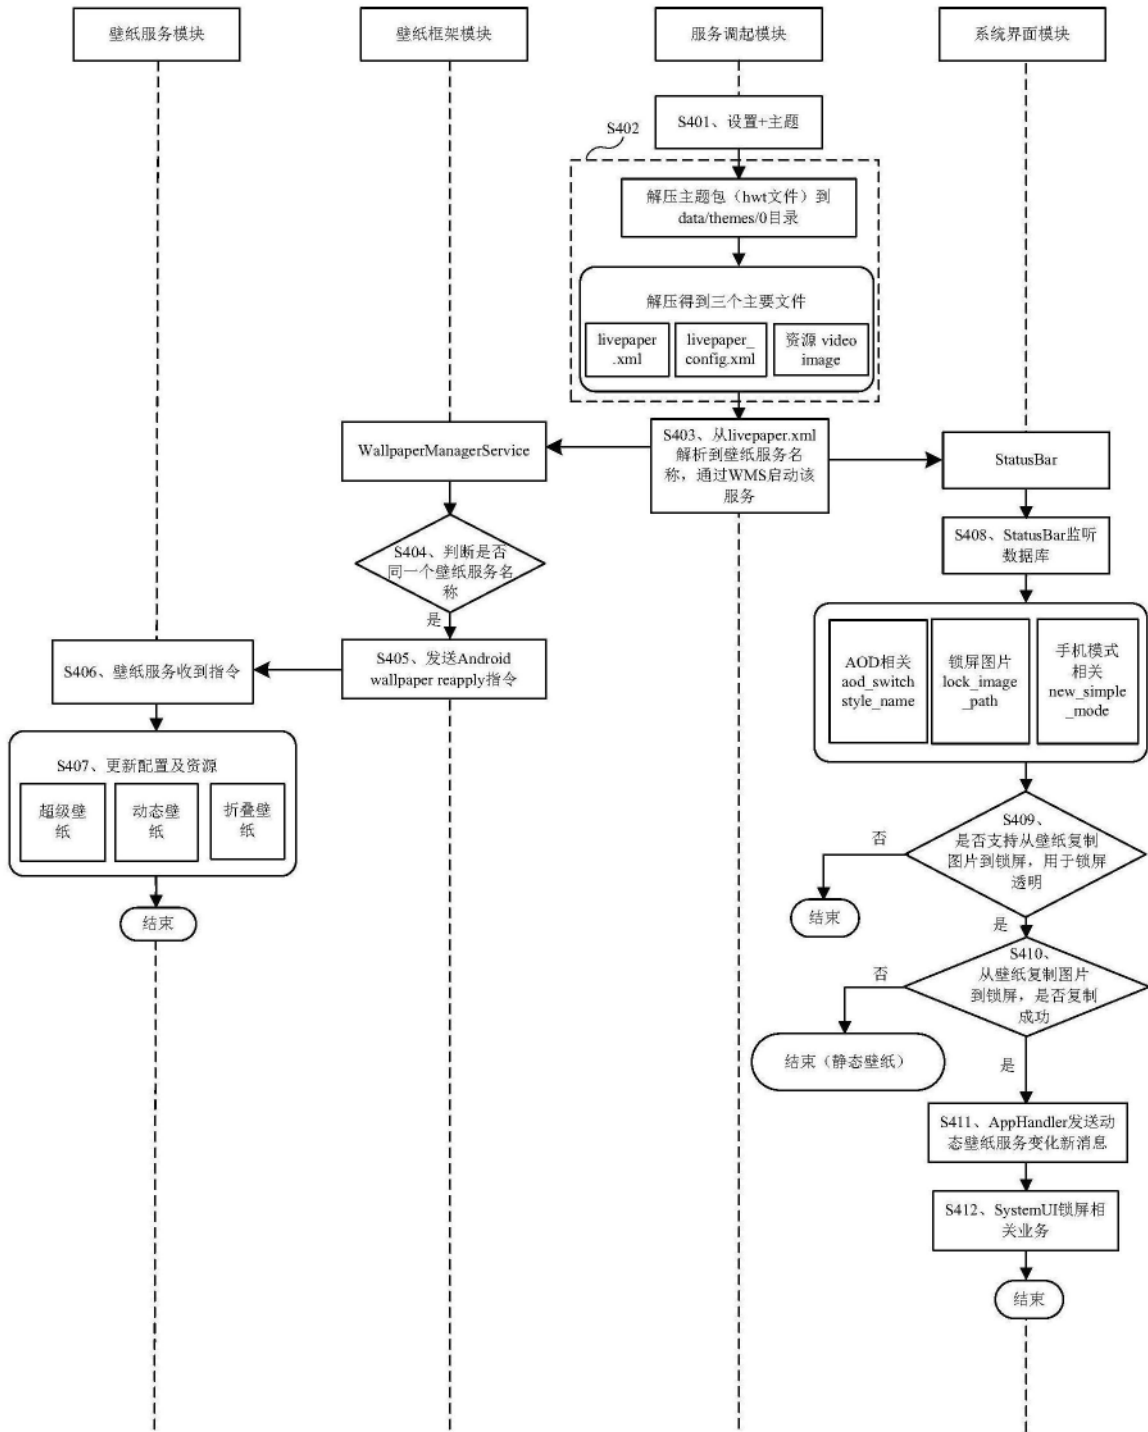 壁纸服务模块
壁纸框架模块
服务调起模块
系统界面模块
S401、设置+主题
S402
解压主题包（hwt文件）到
data/themes/0目录
解压得到三个主要文件
livepaper
.xml
livepaper_
config.xml
资源 video
image
S403、从livepaper.xml
解析到壁纸服务名
称，通过WMS启动该
服务
WallpaperManagerService
StatusBar
S404、判断是否
同一个壁纸服务名
称
是
S405、发送Android
wallpaper reapply指令
S406、壁纸服务收到指令
S407、更新配置及资源
超级壁
纸
动态壁
纸
折叠壁
纸
结束
S408、StatusBar监听
数据库
AOD相关
aod_switch
style_name
锁屏图片
lock_image
_path
手机模式
相关
new_simple
_mode
S409、
是否支持从壁纸复制
图片到锁屏，用于锁屏
透明
否
结束
是
S410、
从壁纸复制图片
到锁屏，是否复制
成功
否
结束（静态壁纸）
是
S411、AppHandler发送动
态壁纸服务变化新消息
S412、SystemUI锁屏相
关业务
结束